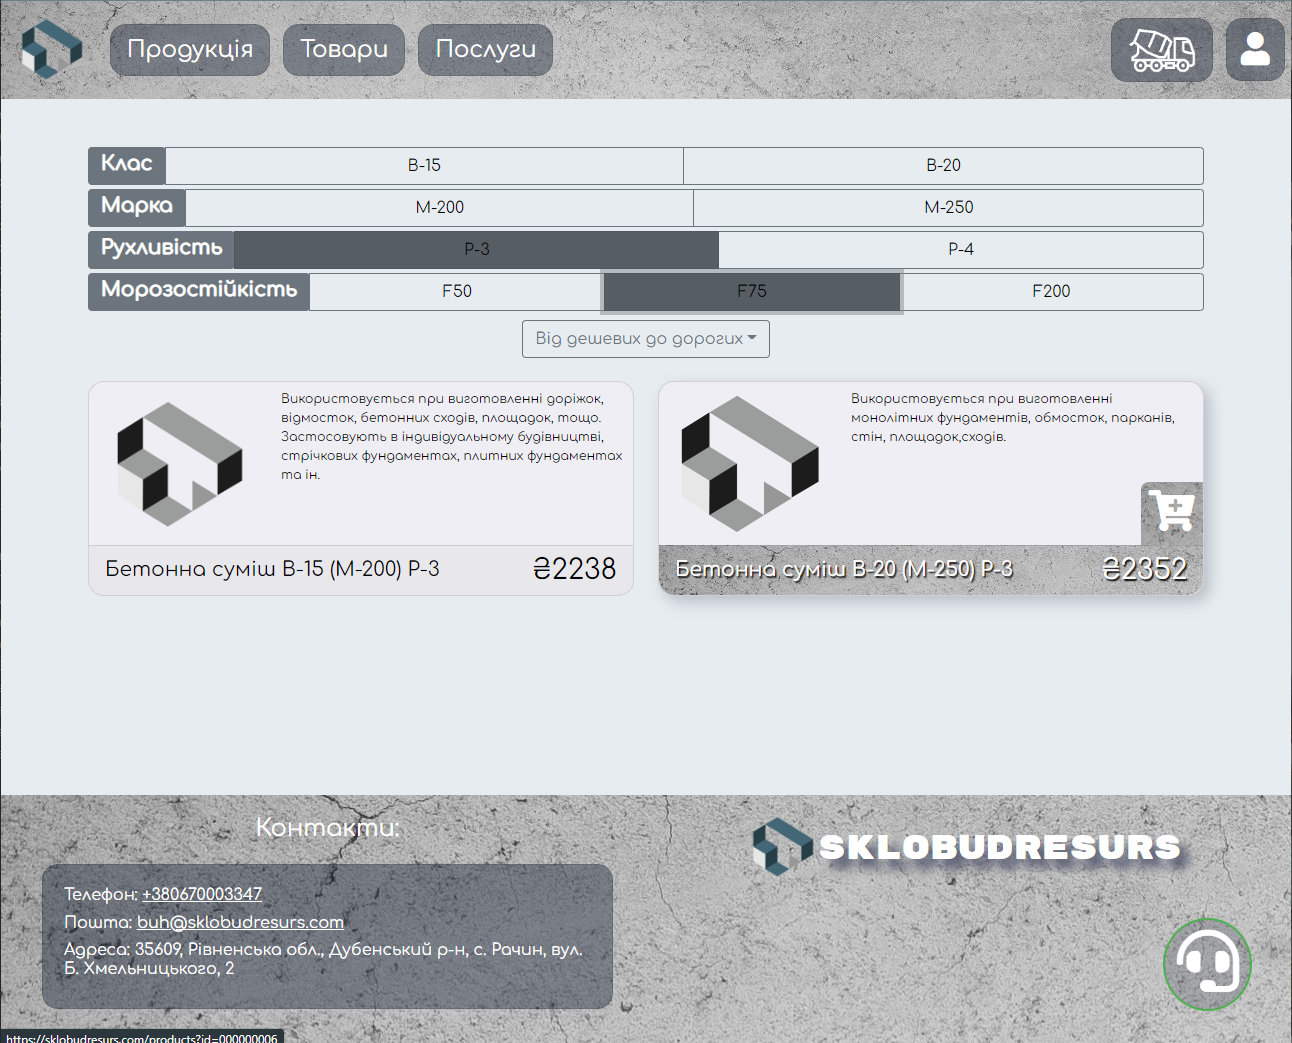 Продукція
Товари
Послуги
Клас
В-15
В-20
Марка
М-200
М-250
Рухливість
Р-3
Р-4
Морозостійкість
F50
F75
F200
Від дешевих до дорогих
Використовується при виготовленні доріжок,
відмосток, бетонних сходів, площадок, тощо.
Застосовують в індивідуальному будівництві,
стрічкових фундаментах, плитних фундаментах
та ін.
Бетонна суміш В-15 (М-200) Р-3
₴2238
Використовується при виготовленні
монолітних фундаментів, обмосток, парканів,
стін, площадок,сходів.
Бетонна суміш В-20 (М-250) Р-3
₴2352
Контакти:
Телефон: +380670003347
Пошта: buh@sklobudresurs.com
Адреса: 35609, Рівненська обл., Дубенський р-н, с. Рачин, вул.
Б. Хмельницького, 2
SKLOBUDRESURS
https://sklobudresurs.com/products?id=000000006